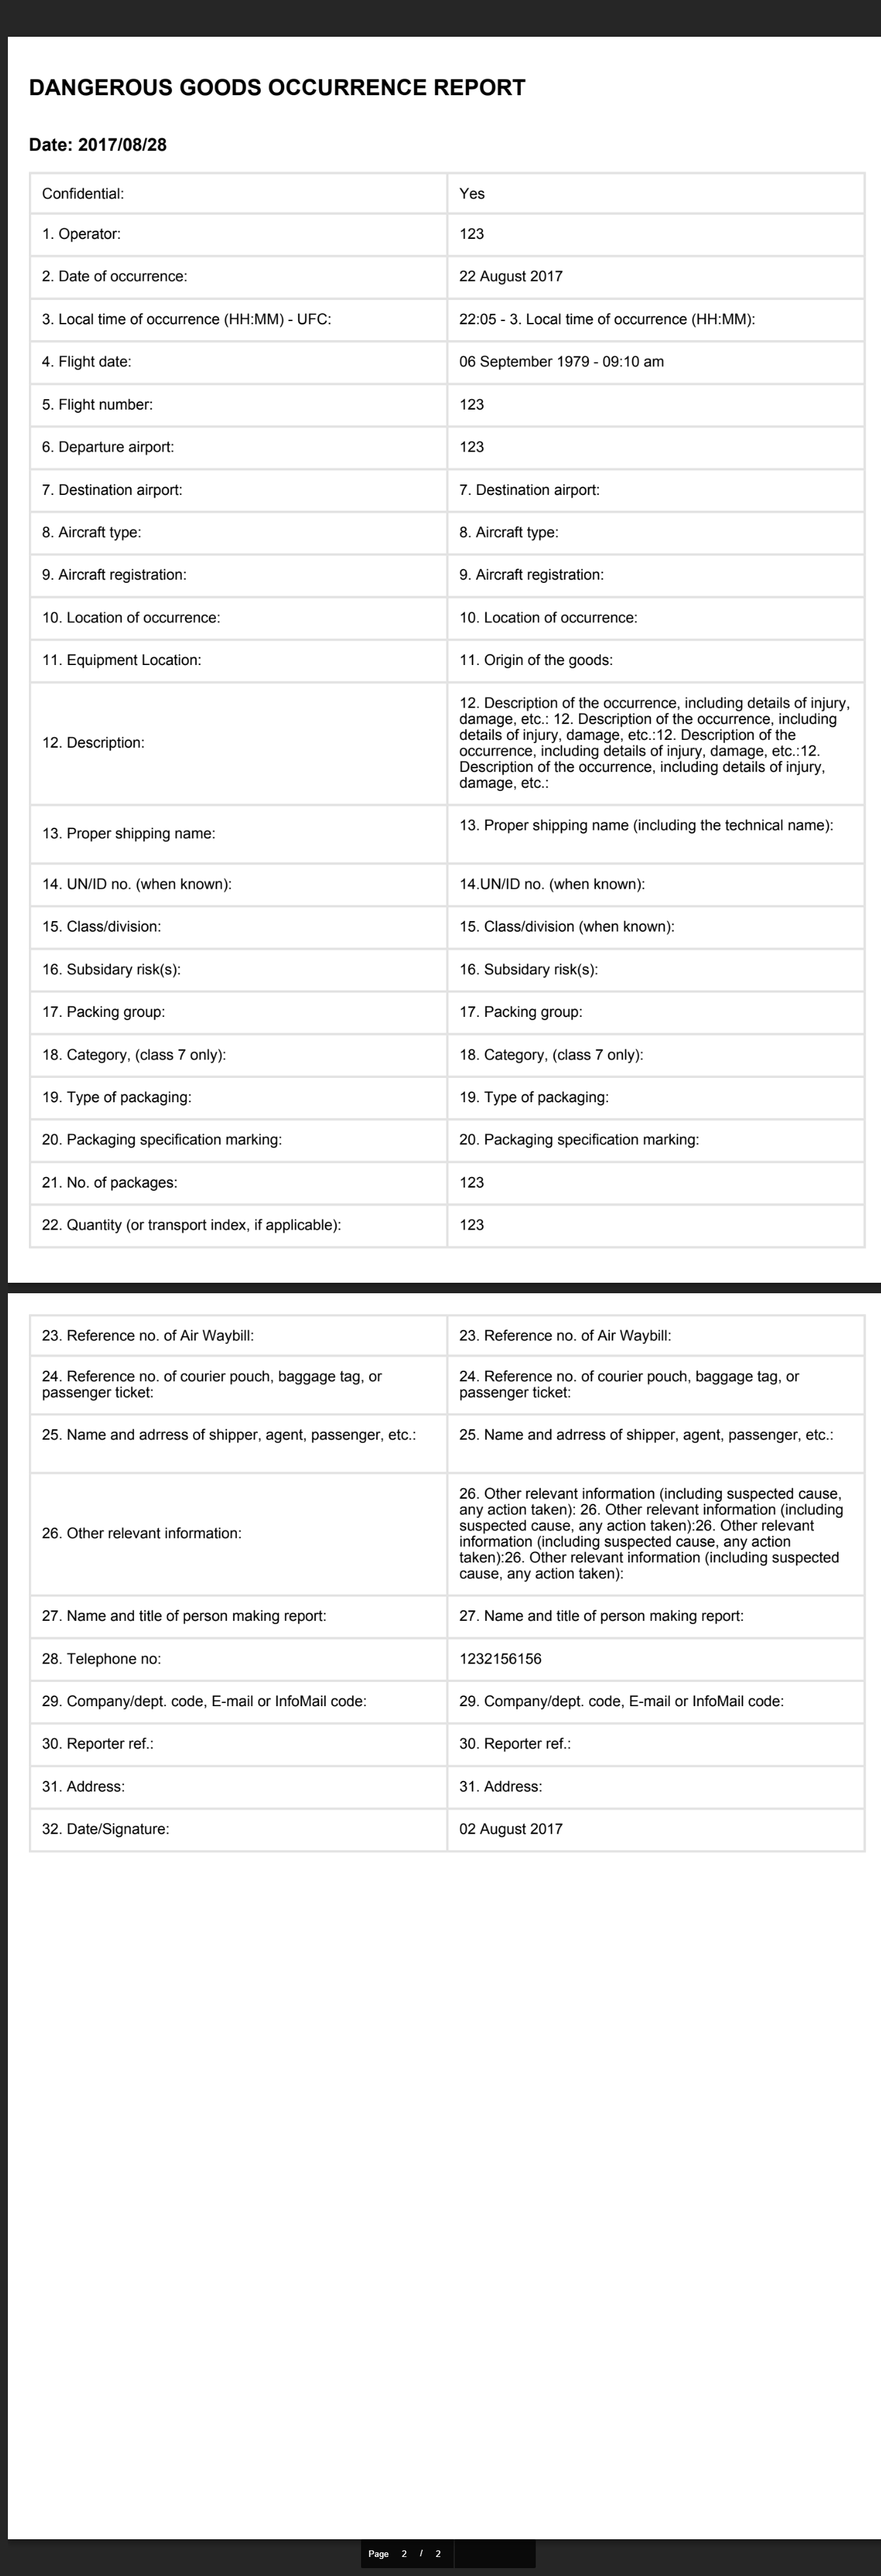 DANGEROUS GOODS OCCURRENCE REPORT
Date: 2017/08/28
Confidential: Yes
1. Operator: 123
2. Date of occurrence: 22 August 2017
3. Local time of occurrence (HH:MM) - UFC: 22:05 - 3. Local time of occurrence (HH:MM):
4. Flight date: 06 September 1979 - 09:10 am
5. Flight number: 123
6. Departure airport: 123
7. Destination airport: 7. Destination airport:
8. Aircraft type: 8. Aircraft type:
9. Aircraft registration: 9. Aircraft registration:
10. Location of occurrence: 10. Location of occurrence:
11. Equipment Location: 11. Origin of the goods:
12. Description:
12. Description of the occurrence, including details of injury,
damage, etc.: 12. Description of the occurrence, including
details of injury, damage, etc.:12. Description of the
occurrence, including details of injury, damage, etc.:12.
Description of the occurrence, including details of injury,
damage, etc.:
13. Proper shipping name: 13. Proper shipping name (including the technical name):
14. UN/ID no. (when known): 14.UN/ID no. (when known):
15. Class/division: 15. Class/division (when known):
16. Subsidary risk(s): 16. Subsidary risk(s):
17. Packing group: 17. Packing group:
18. Category, (class 7 only): 18. Category, (class 7 only):
19. Type of packaging: 19. Type of packaging:
20. Packaging specification marking: 20. Packaging specification marking:
21. No. of packages: 123
22. Quantity (or transport index, if applicable): 123
23. Reference no. of Air Waybill: 23. Reference no. of Air Waybill:
24. Reference no. of courier pouch, baggage tag, or
passenger ticket:
24. Reference no. of courier pouch, baggage tag, or
passenger ticket:
25. Name and adrress of shipper, agent, passenger, etc.: 25. Name and adrress of shipper, agent, passenger, etc.:
26. Other relevant information:
26. Other relevant information (including suspected cause,
any action taken): 26. Other relevant information (including
suspected cause, any action taken):26. Other relevant
information (including suspected cause, any action
taken):26. Other relevant information (including suspected
cause, any action taken):
27. Name and title of person making report: 27. Name and title of person making report:
28. Telephone no: 1232156156
29. Company/dept. code, E-mail or InfoMail code: 29. Company/dept. code, E-mail or InfoMail code:
30. Reporter ref.: 30. Reporter ref.:
31. Address: 31. Address:
32. Date/Signature: 02 August 2017
Page 2 / 2